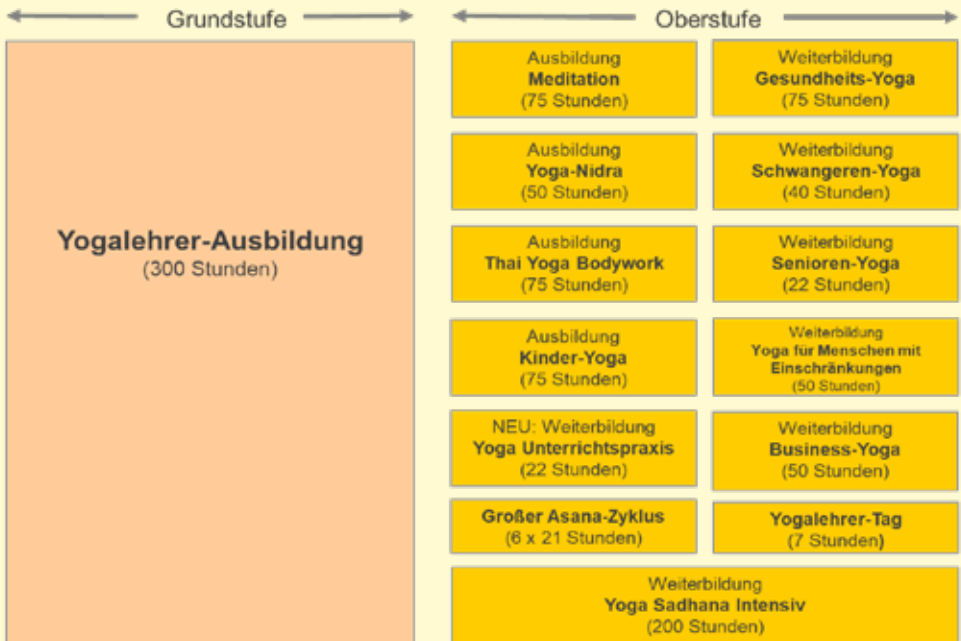 Grundstufe
Oberstufe
Yogalehrer-Ausbildung
(300 Stunden)
Ausbildung
Meditation
(75 Stunden)
Weiterbildung
Gesundheits-Yoga
(75 Stunden)
Ausbildung
Yoga-Nidra
(50 Stunden)
Weiterbildung
Schwangeren-Yoga
(40 Stunden)
Ausbildung
Thai Yoga Bodywork
(75 Stunden)
Weiterbildung
Senioren-Yoga
(22 Stunden)
Ausbildung
Kinder-Yoga
(75 Stunden)
Weiterbildung
Yoga für Menschen mit
Einschränkungen
(50 Stunden)
NEU: Weiterbildung
Yoga Unterrichtspraxis
(22 Stunden)
Weiterbildung
Business-Yoga
(50 Stunden)
Großer Asana-Zyklus
(6 x 21 Stunden)
Yogalehrer-Tag
(7 Stunden)
Weiterbildung
Yoga Sadhana Intensiv
(200 Stunden)